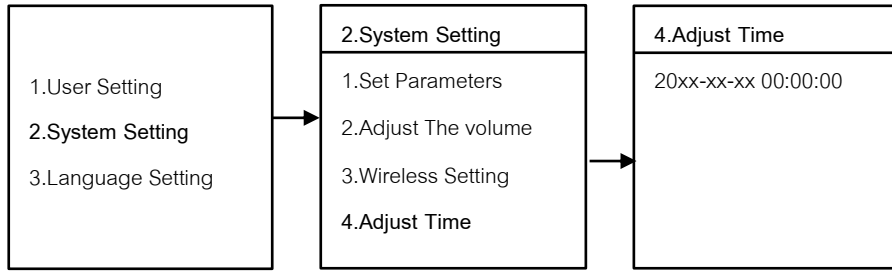 1.User Setting
2.System Setting
3.Language Setting
2.System Setting
1.Set Parameters
2.Adjust The volume
3.Wireless Setting
4.Adjust Time
4.Adjust Time
20xx-xx-xx 00:00:00